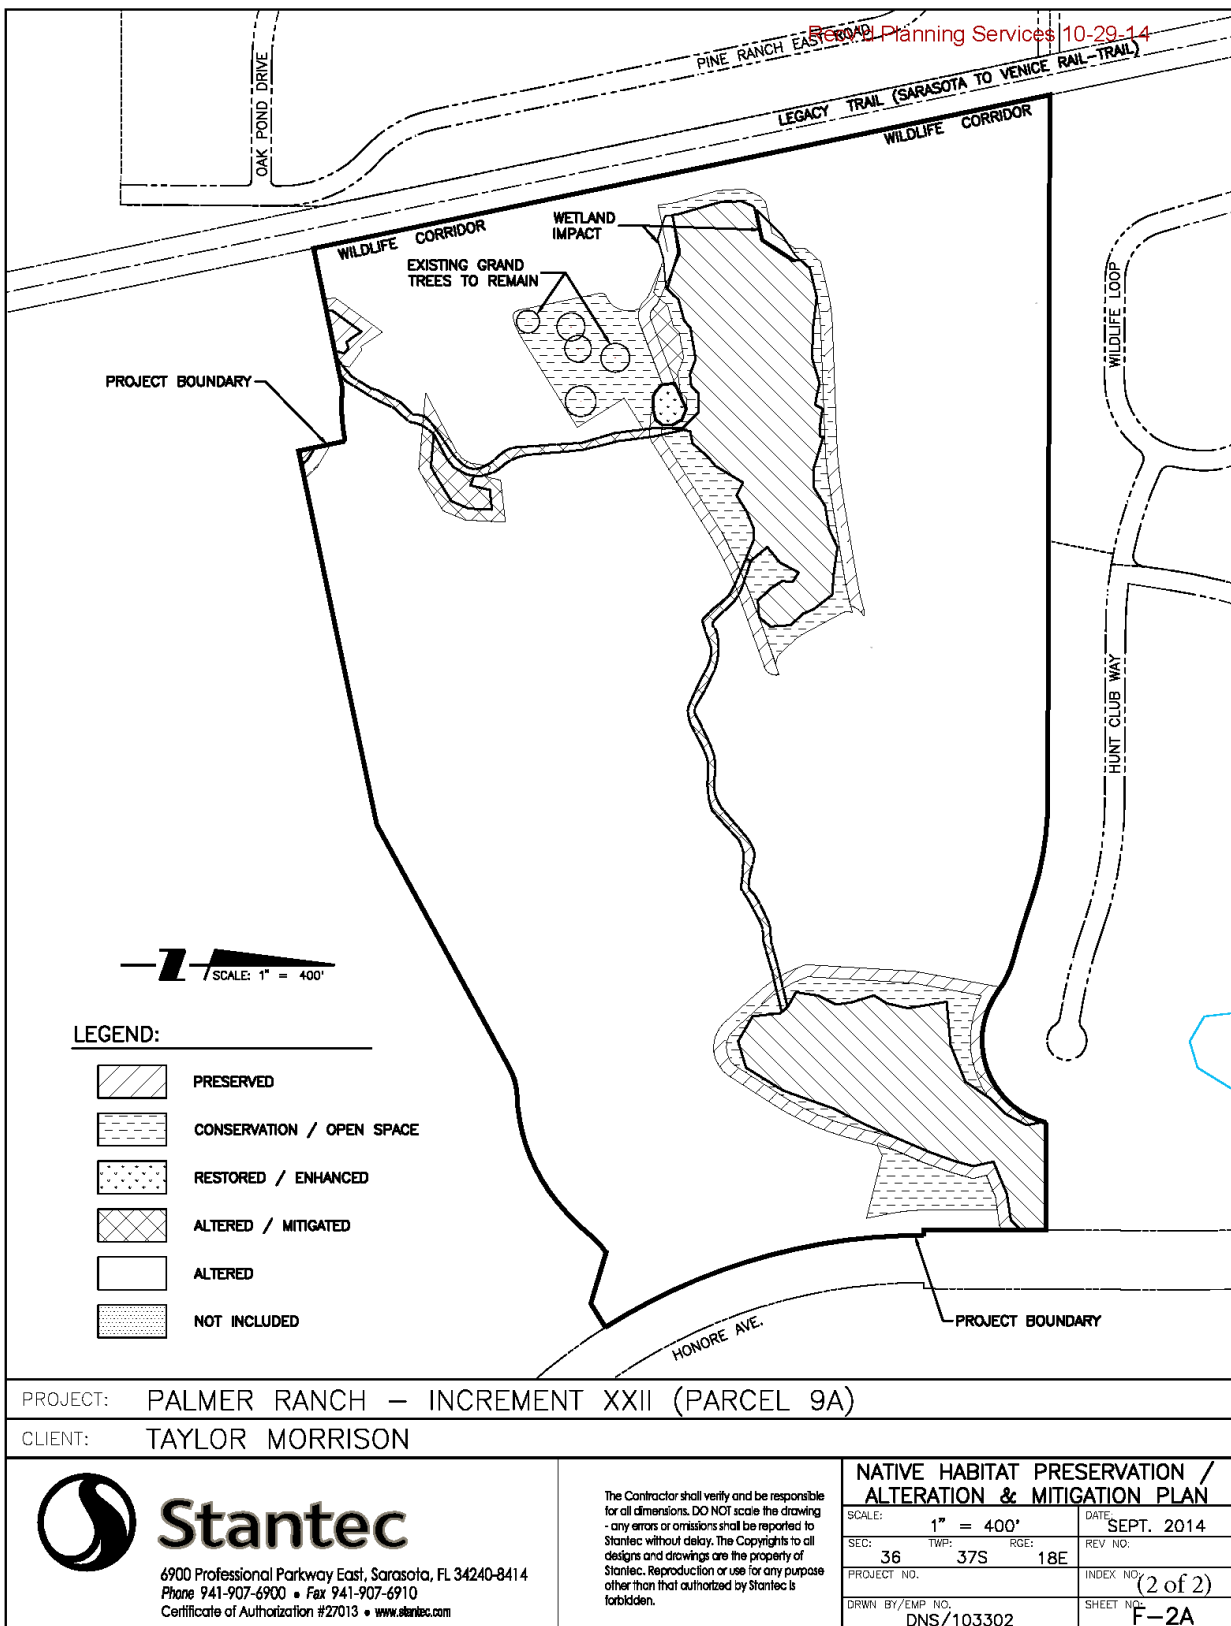 Recv'd Planning Services 10-29-14
PINE RANCH EAST ROAD
OAK POND DRIVE
LEGACY TRAIL (SARASOTA TO VENICE RAIL-TRAIL)
WILDLIFE CORRIDOR
WILDLIFE CORRIDOR
WETLAND
IMPACT
EXISTING GRAND
TREES TO REMAIN
WILDLIFE LOOP
PROJECT BOUNDARY
HUNT CLUB WAY
Z
SCALE: 1" = 400'
LEGEND:
PRESERVED
CONSERVATION / OPEN SPACE
RESTORED / ENHANCED
ALTERED / MITIGATED
ALTERED
NOT INCLUDED
PROJECT BOUNDARY
HONORE AVE.
PROJECT: PALMER RANCH - INCREMENT XXII (PARCEL 9A)
CLIENT: TAYLOR MORRISON
Stantec
6900 Professional Parkway East, Sarasota, FL 34240-8414
Phone 941-907-6900 • Fax 941-907-6910
Certificate of Authorization #27013 • www.stantec.com
The Contractor shall verify and be responsible
for all dimensions. DO NOT scale the drawing
- any errors or omissions shall be reported to
Stantec without delay. The Copyrights to all
designs and drawings are the property of
Stantec. Reproduction or use for any purpose
other than that authorized by Stantec is
forbidden.
NATIVE HABITAT PRESERVATION /
ALTERATION & MITIGATION PLAN
SCALE: 1" = 400'
DATE: SEPT. 2014
SEC: 36 TWP: 37S RGE: 18E
REV NO:
PROJECT NO.
INDEX NO: (2 of 2)
DRWN BY/EMP NO. DNS/103302
SHEET NO: F-2A